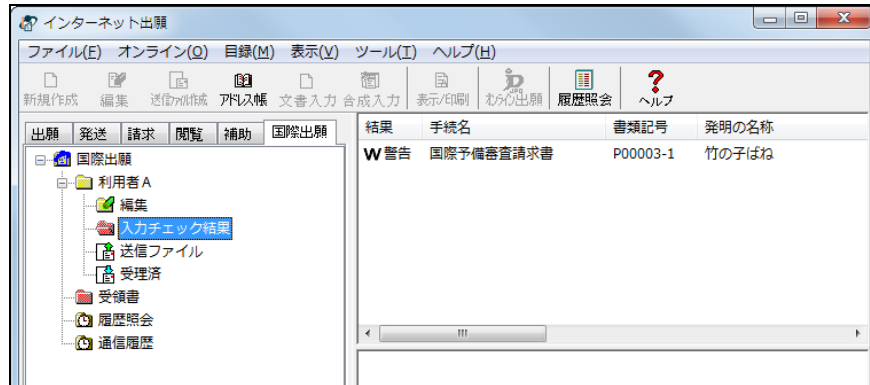 インターネット出願
ファイル(F) オンライン(O) 目録(M) 表示(V) ツール(T) ヘルプ(H)
新規作成 編集 送信ﾌｧｲﾙ作成 アドレス帳 文書入力 合成入力 表示/印刷 ｵﾝﾗｲﾝ出願 履歴照会 ヘルプ
出願 発送 請求 閲覧 補助 国際出願
結果 手続名 書類記号 発明の名称
W 警告 国際予備審査請求書 P00003-1 竹の子ばね
国際出願
利用者A
編集
入力チェック結果
送信ファイル
受理済
受領書
履歴照会
通信履歴